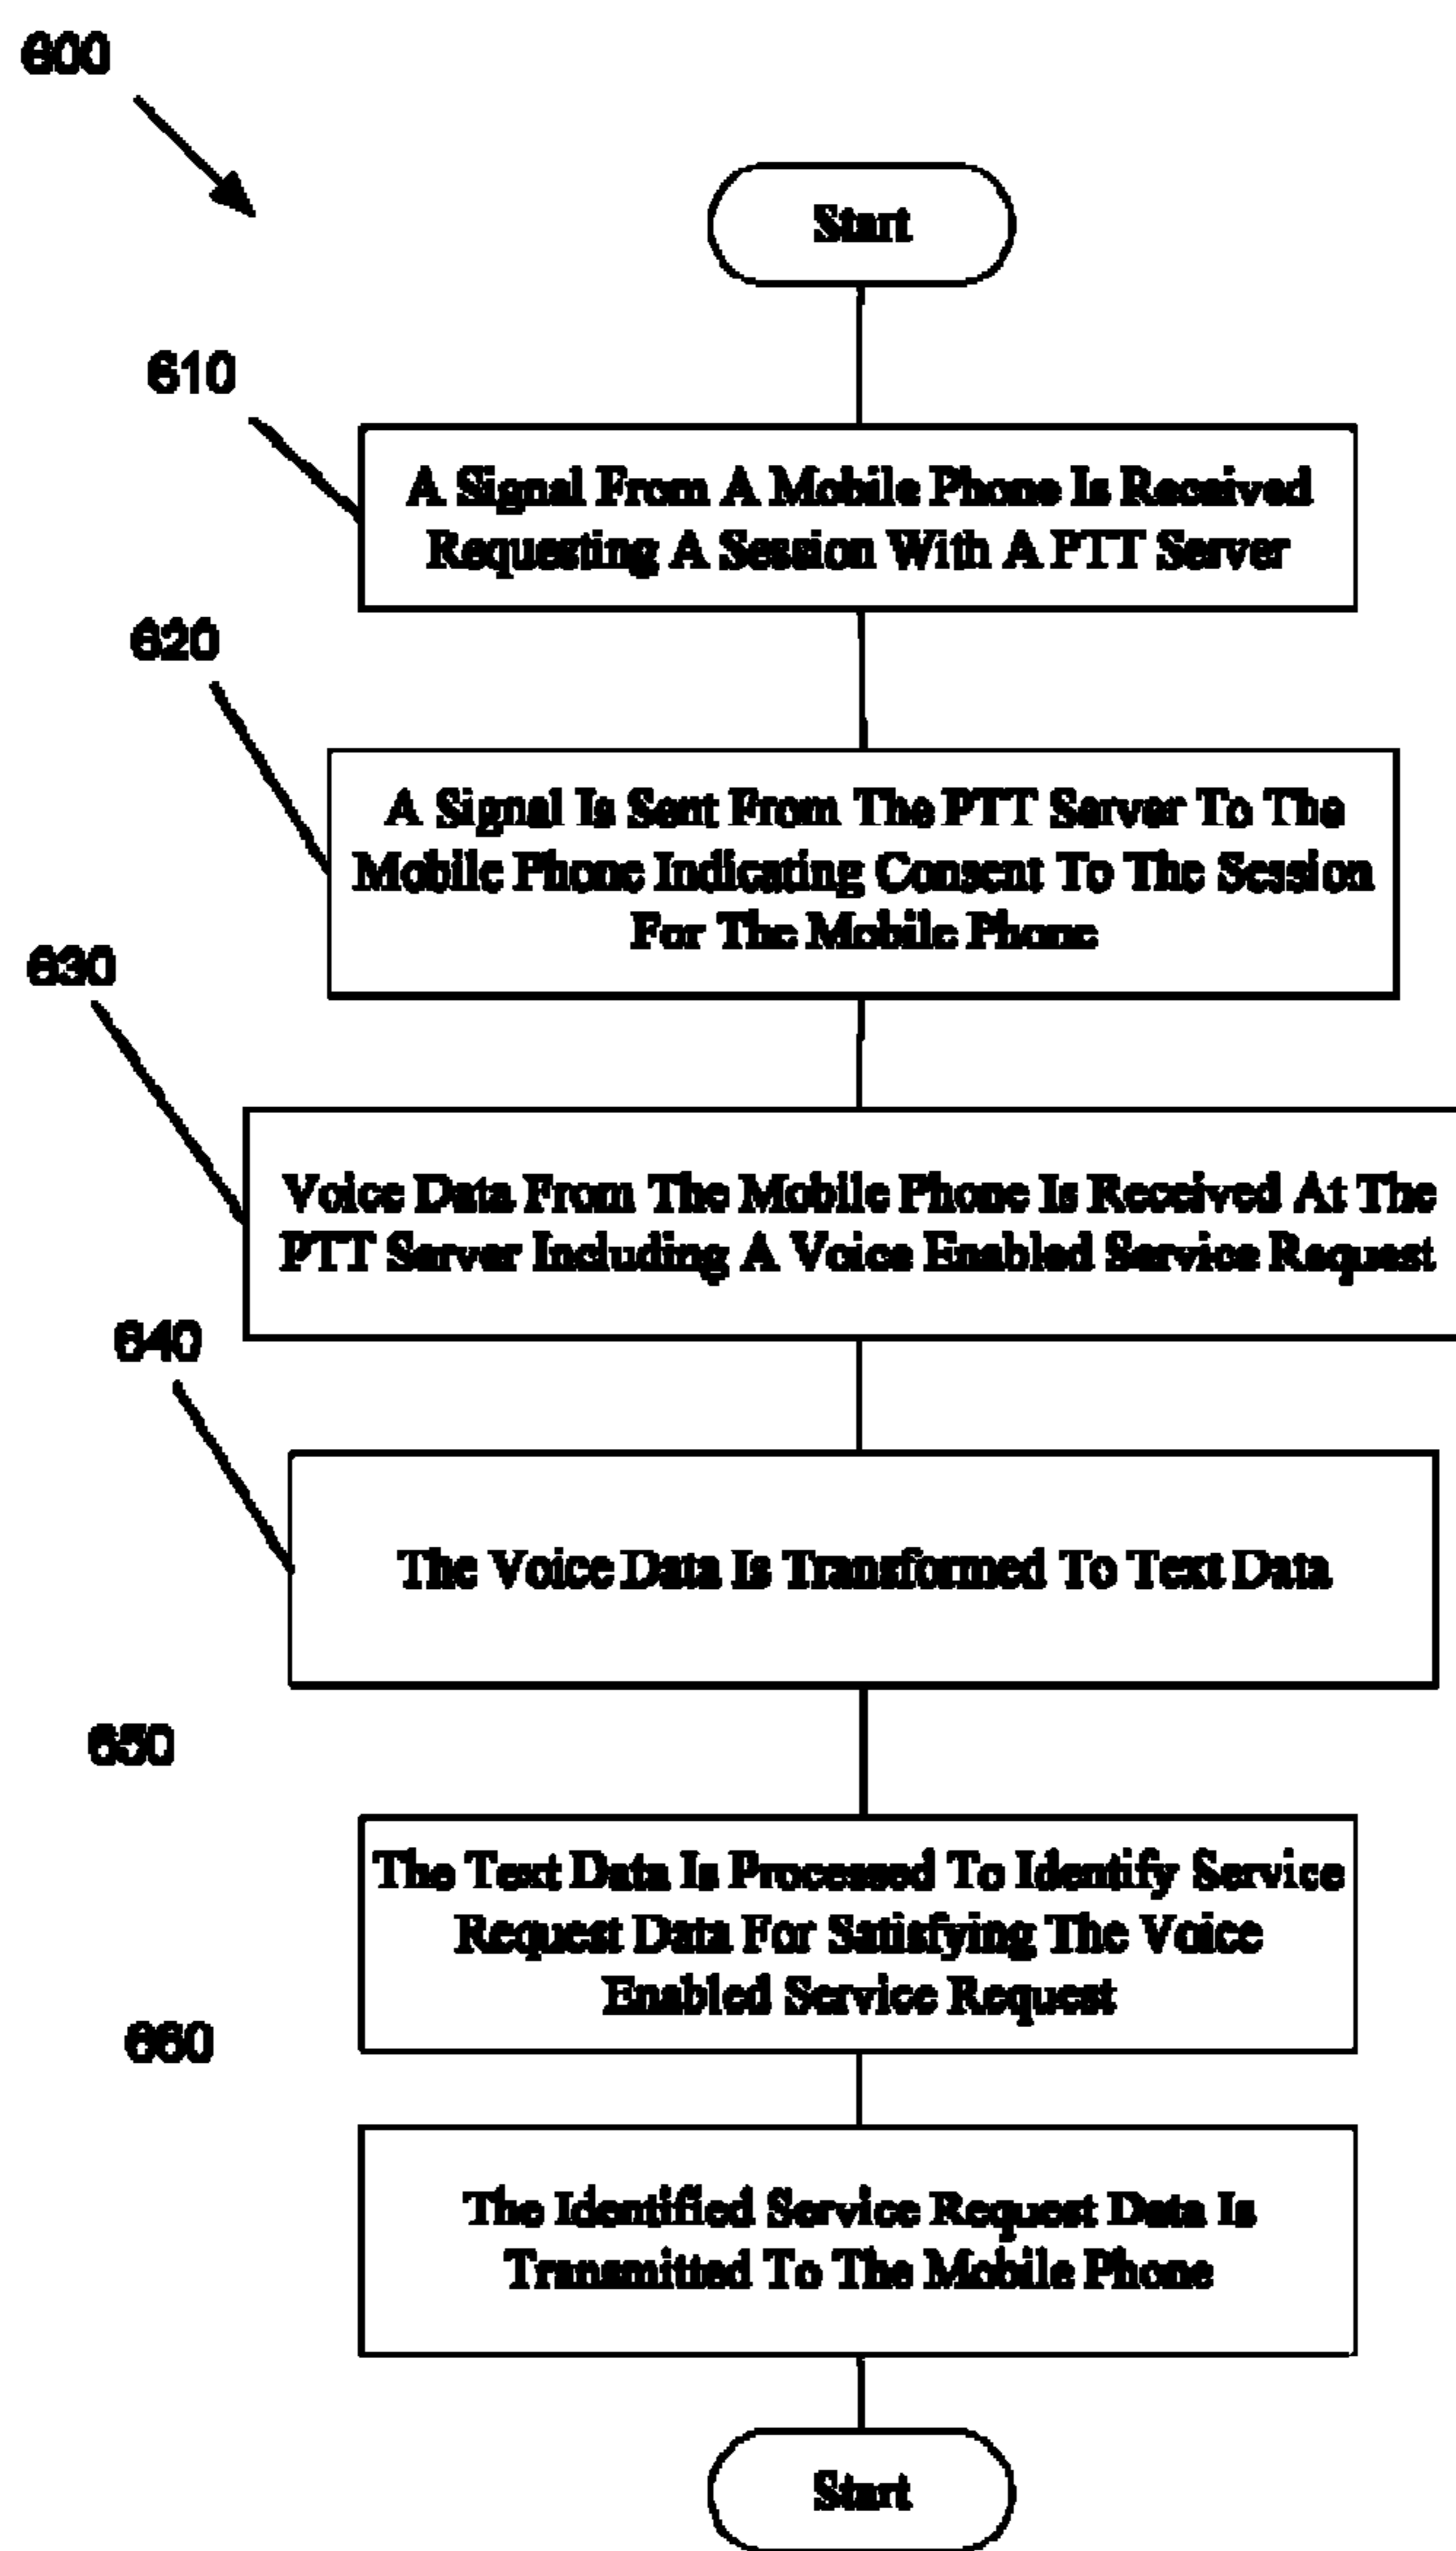 600
Start
610
A Signal From A Mobile Phone Is Received
Requesting A Session With A PTT Server
620
A Signal Is Sent From The PTT Server To The
Mobile Phone Indicating Consent To The Session
For The Mobile Phone
630
Voice Data From The Mobile Phone Is Received At The
PTT Server Including A Voice Enabled Service Request
640
The Voice Data Is Transformed To Text Data
650
The Text Data Is Processed To Identify Service
Request Data For Satisfying The Voice
Enabled Service Request
660
The Identified Service Request Data Is
Transmitted To The Mobile Phone
Start